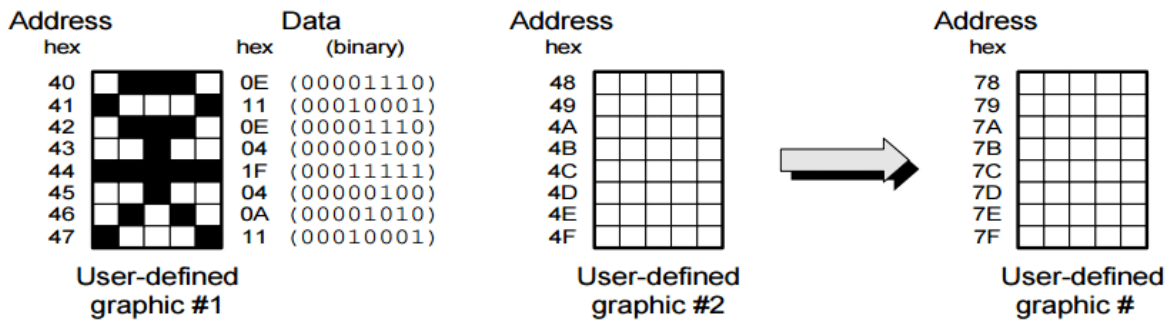 Address Data Address Address
hex hex (binary) hex hex
40 0E (00001110) 48 78
41 11 (00010001) 49 79
42 0E (00001110) 4A 7A
43 04 (00000100) 4B 7B
44 1F (00011111) 4C 7C
45 04 (00000100) 4D 7D
46 0A (00001010) 4E 7E
47 11 (00010001) 4F 7F
User-defined User-defined User-defined
graphic #1 graphic #2 graphic #